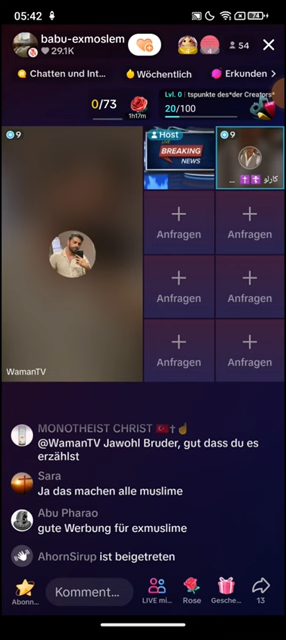 05:42
74
babu-exmoslem
29.1K
54
Chatten und Int...
Wöchentlich
Erkunden
0/73
1h17m
Lvl. 0
tspunkte des*der Creators*
20/100
9
Host
BREAKING
NEWS
9
كارلو
Anfragen
Anfragen
Anfragen
Anfragen
Anfragen
Anfragen
WamanTV
MONOTHEIST CHRIST 🇹🇷✝☝
@WamanTV Jawohl Bruder, gut dass du es
erzählst
Sara
Ja das machen alle muslime
Abu Pharao
gute Werbung für exmuslime
AhornSirup ist beigetreten
Abonn...
Komment...
LIVE mi...
Rose
Gesche...
13